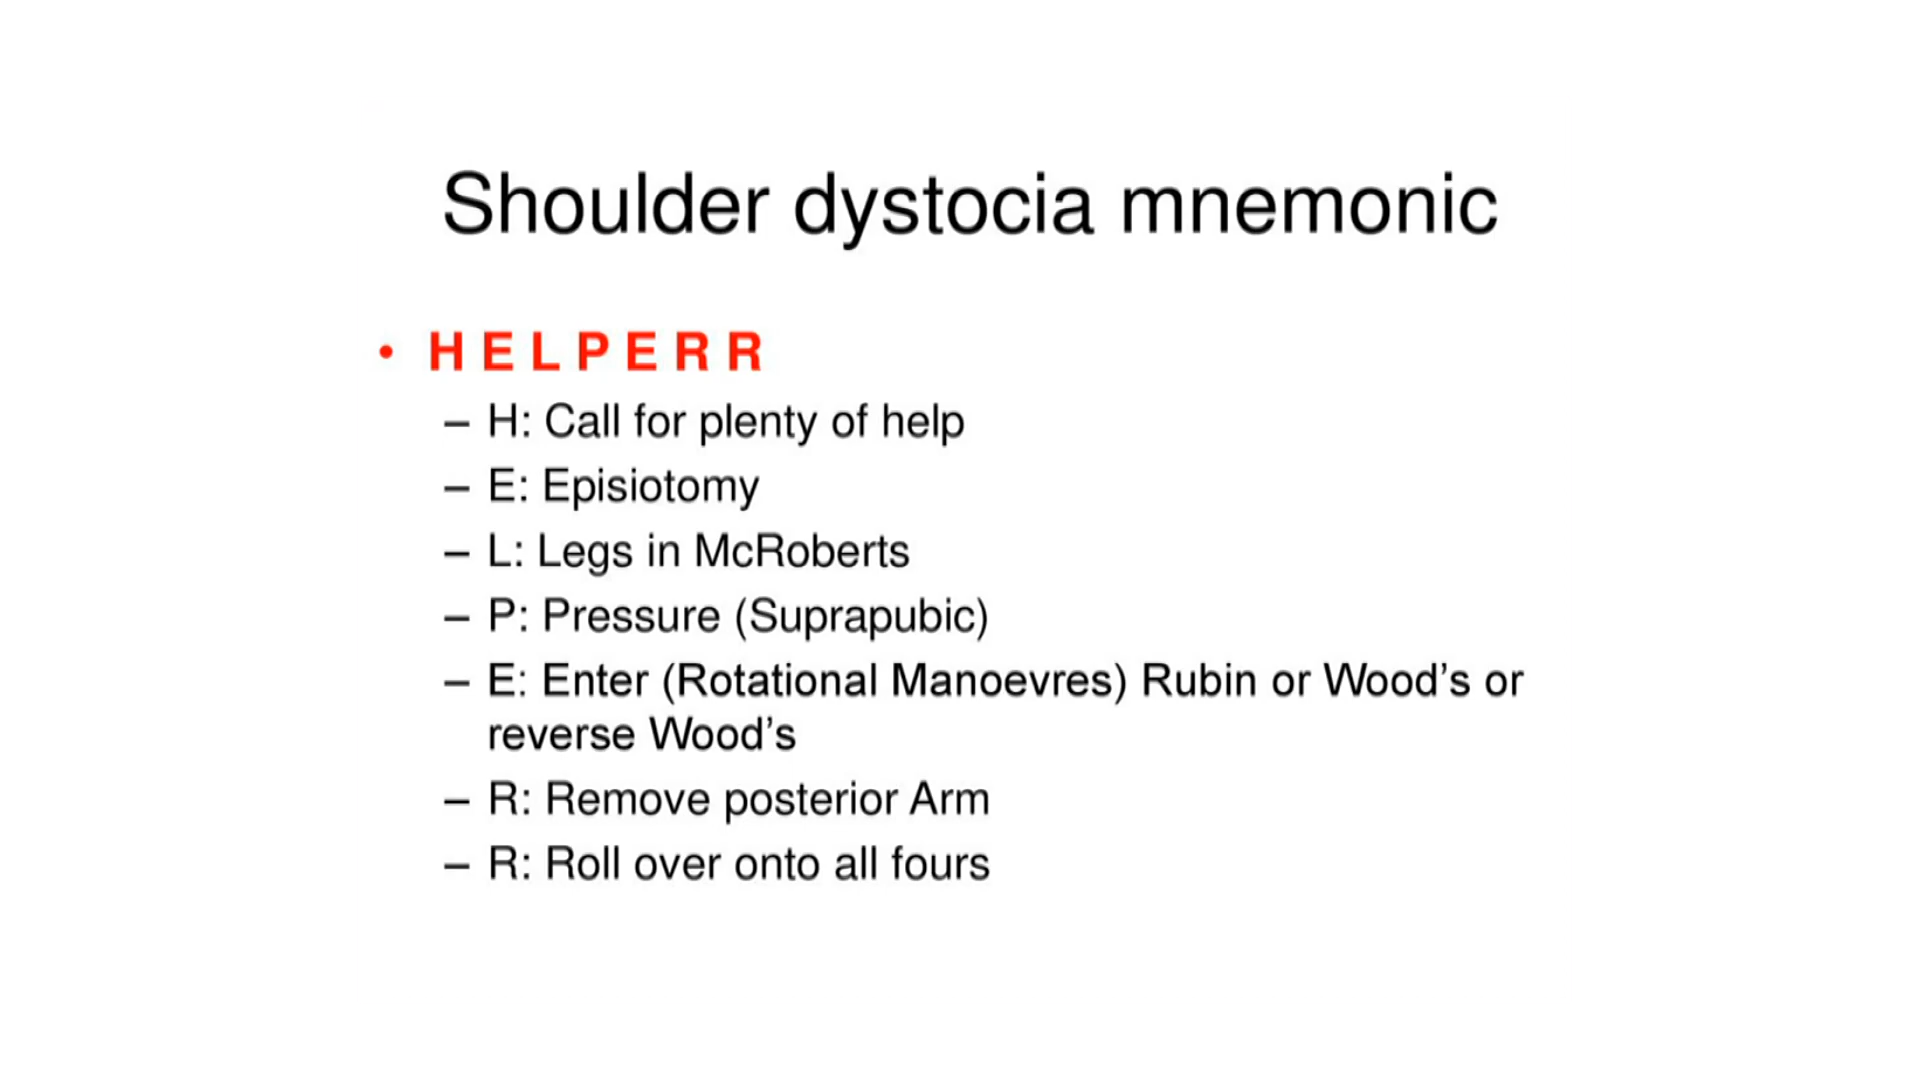 Shoulder dystocia mnemonic
• H E L P E R R
– H: Call for plenty of help
– E: Episiotomy
– L: Legs in McRoberts
– P: Pressure (Suprapubic)
– E: Enter (Rotational Manoevres) Rubin or Wood’s or
reverse Wood’s
– R: Remove posterior Arm
– R: Roll over onto all fours